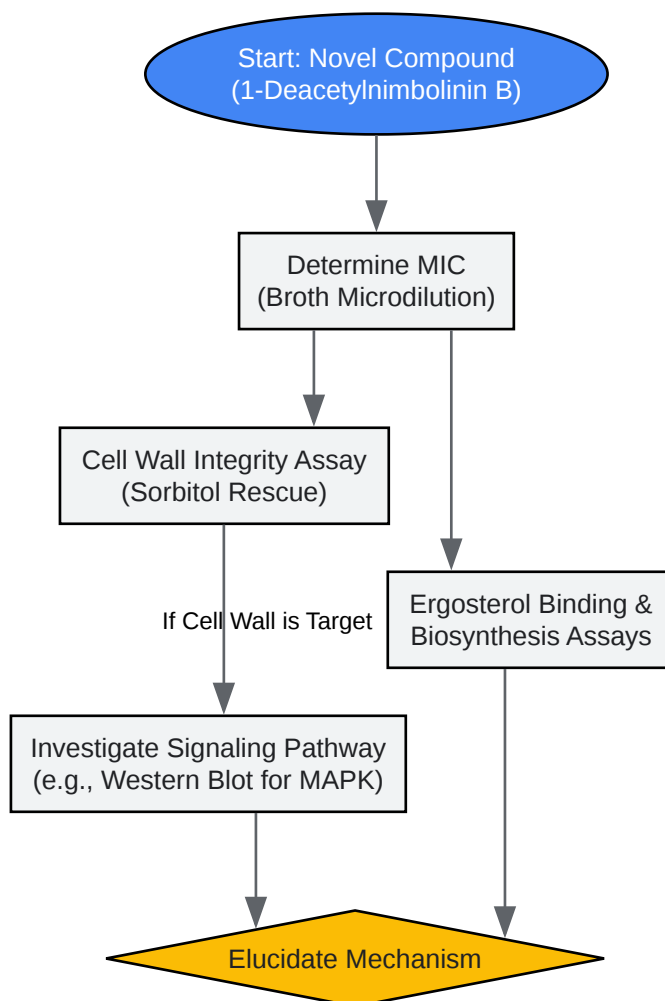 Start: Novel Compound
(1-Deacetylnimbolinin B)
Determine MIC
(Broth Microdilution)
Cell Wall Integrity Assay
(Sorbitol Rescue)
Ergosterol Binding &
Biosynthesis Assays
If Cell Wall is Target
Investigate Signaling Pathway
(e.g., Western Blot for MAPK)
Elucidate Mechanism